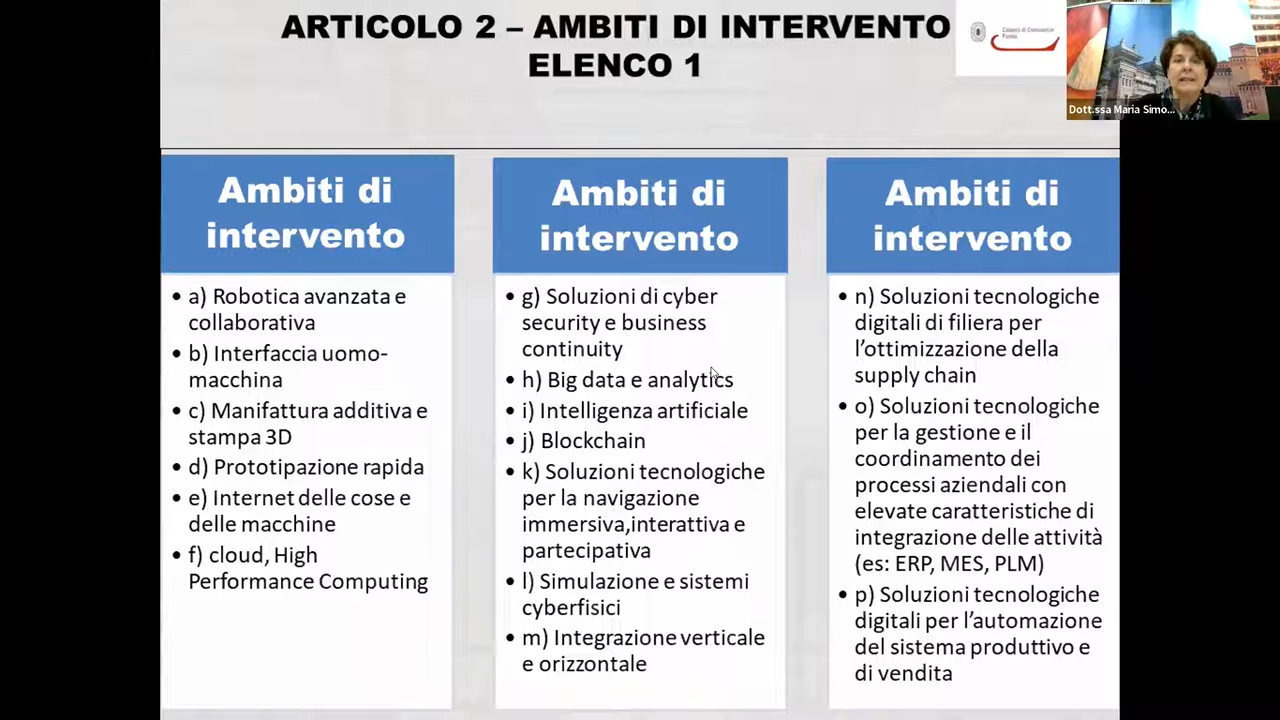 ARTICOLO 2 – AMBITI DI INTERVENTO
ELENCO 1
Camera di Commercio
Parma
Dott.ssa Maria Simo...
Ambiti di
intervento
• a) Robotica avanzata e
collaborativa
• b) Interfaccia uomo-
macchina
• c) Manifattura additiva e
stampa 3D
• d) Prototipazione rapida
• e) Internet delle cose e
delle macchine
• f) cloud, High
Performance Computing
Ambiti di
intervento
• g) Soluzioni di cyber
security e business
continuity
• h) Big data e analytics
• i) Intelligenza artificiale
• j) Blockchain
• k) Soluzioni tecnologiche
per la navigazione
immersiva,interattiva e
partecipativa
• l) Simulazione e sistemi
cyberfisici
• m) Integrazione verticale
e orizzontale
Ambiti di
intervento
• n) Soluzioni tecnologiche
digitali di filiera per
l’ottimizzazione della
supply chain
• o) Soluzioni tecnologiche
per la gestione e il
coordinamento dei
processi aziendali con
elevate caratteristiche di
integrazione delle attività
(es: ERP, MES, PLM)
• p) Soluzioni tecnologiche
digitali per l’automazione
del sistema produttivo e
di vendita